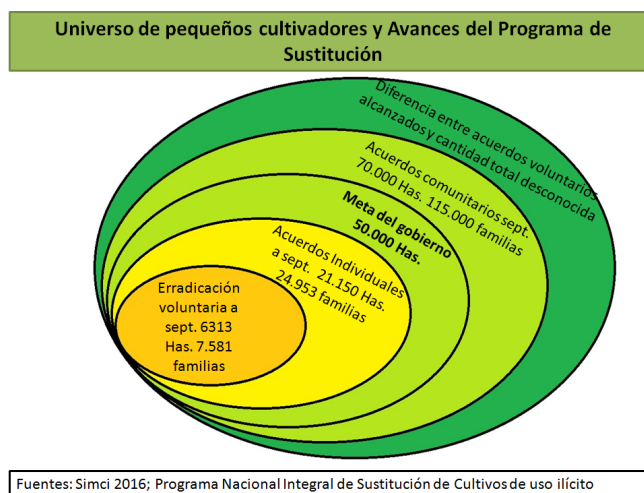 Universo de pequeños cultivadores y Avances del Programa de
Sustitución
Diferencia entre acuerdos voluntarios
alcanzados y cantidad total desconocida
Acuerdos comunitarios sept.
70.000 Has. 115.000 familias
Meta del gobierno
50.000 Has.
Acuerdos Individuales
a sept. 21.150 Has.
24.953 familias
Erradicación
voluntaria a
sept. 6313
Has. 7.581
familias
Fuentes: Simci 2016; Programa Nacional Integral de Sustitución de Cultivos de uso ilícito